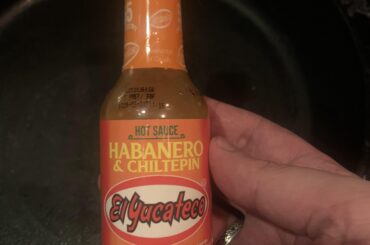 HOT SAUCE
HABANERO
& CHILTEPIN
El Yucateco